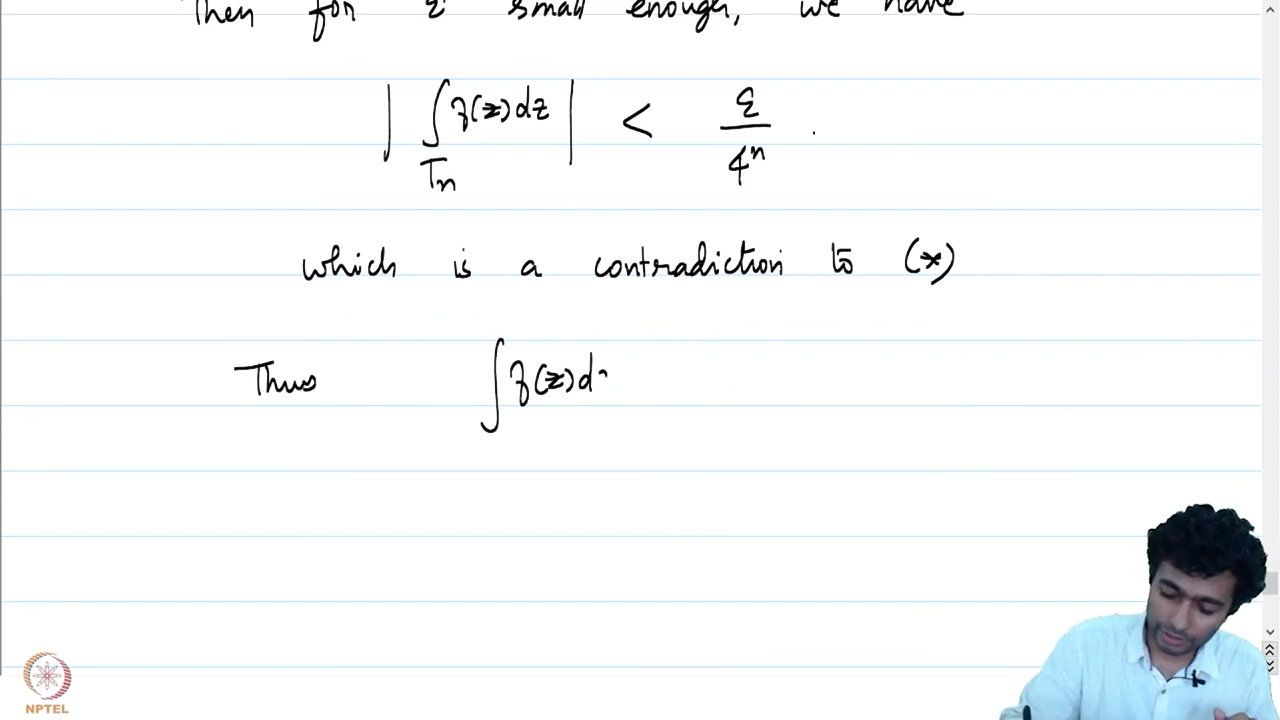 Then for ε small enough, we have
| ∫_{T_n} f(z) dz | < ε / 4^n .
which is a contradiction to (*)
Thus ∫ f(z) d
NPTEL